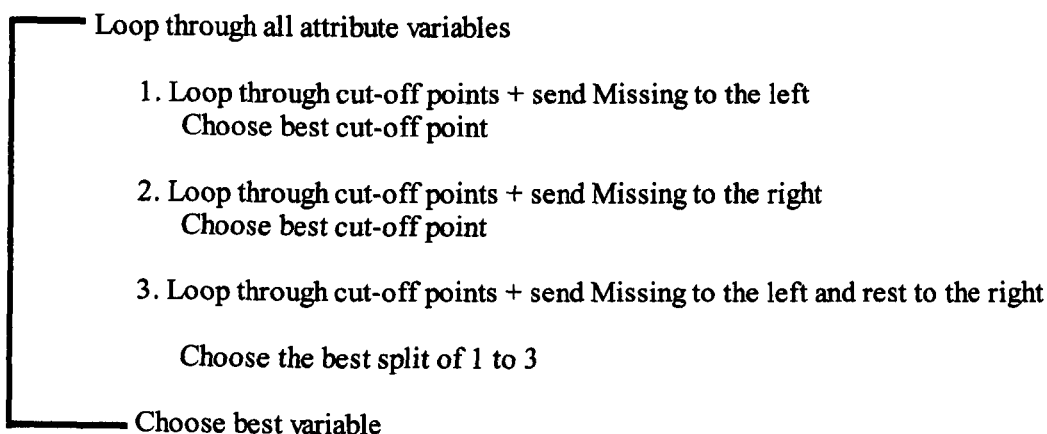 Loop through all attribute variables
1. Loop through cut-off points + send Missing to the left
Choose best cut-off point
2. Loop through cut-off points + send Missing to the right
Choose best cut-off point
3. Loop through cut-off points + send Missing to the left and rest to the right
Choose the best split of 1 to 3
Choose best variable